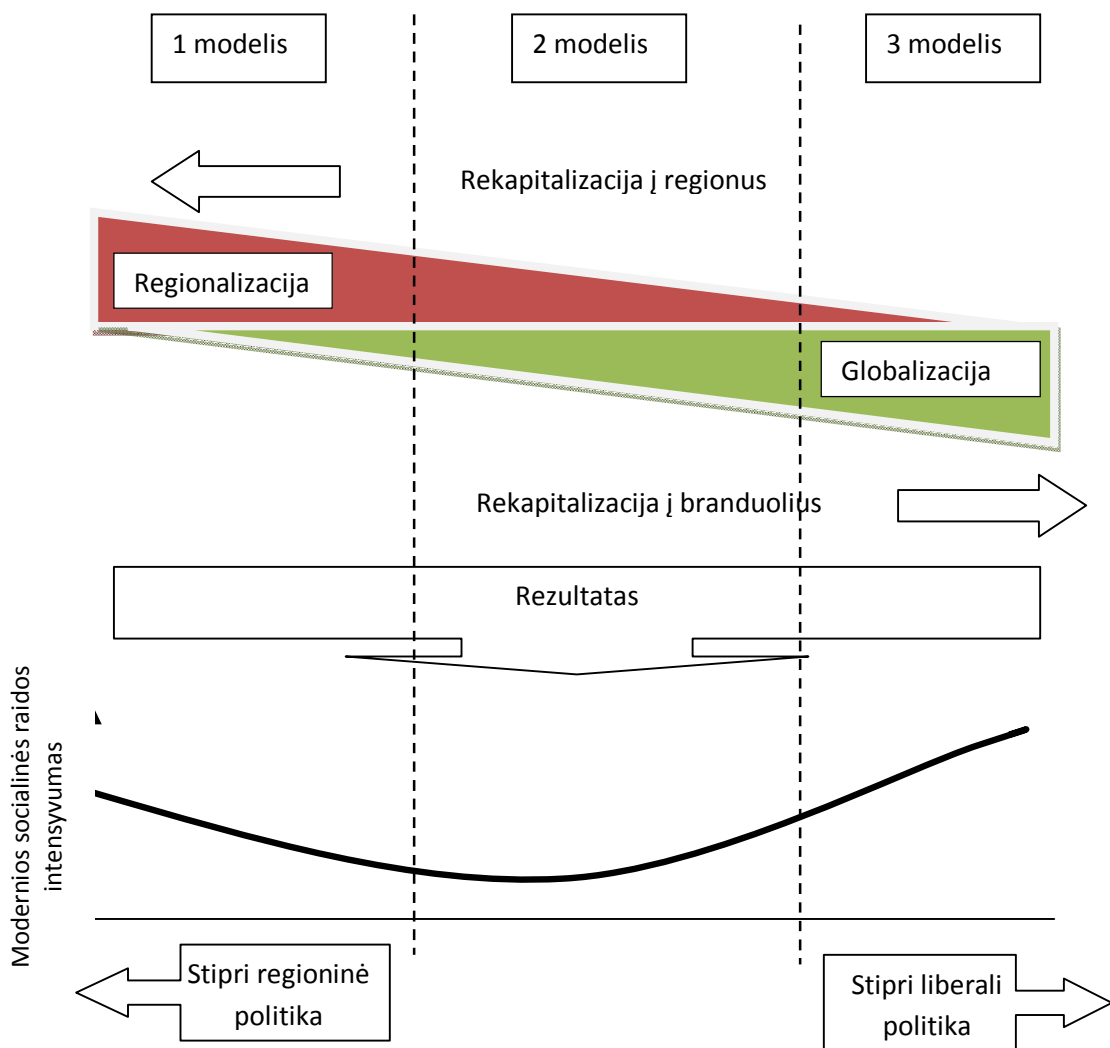 1 modelis
2 modelis
3 modelis
Rekapitalizacija į regionus
Regionalizacija
Globalizacija
Rekapitalizacija į branduolius
Rezultatas
Modernios socialinės raidos
intensyvumas
Stipri regioninė
politika
Stipri liberali
politika